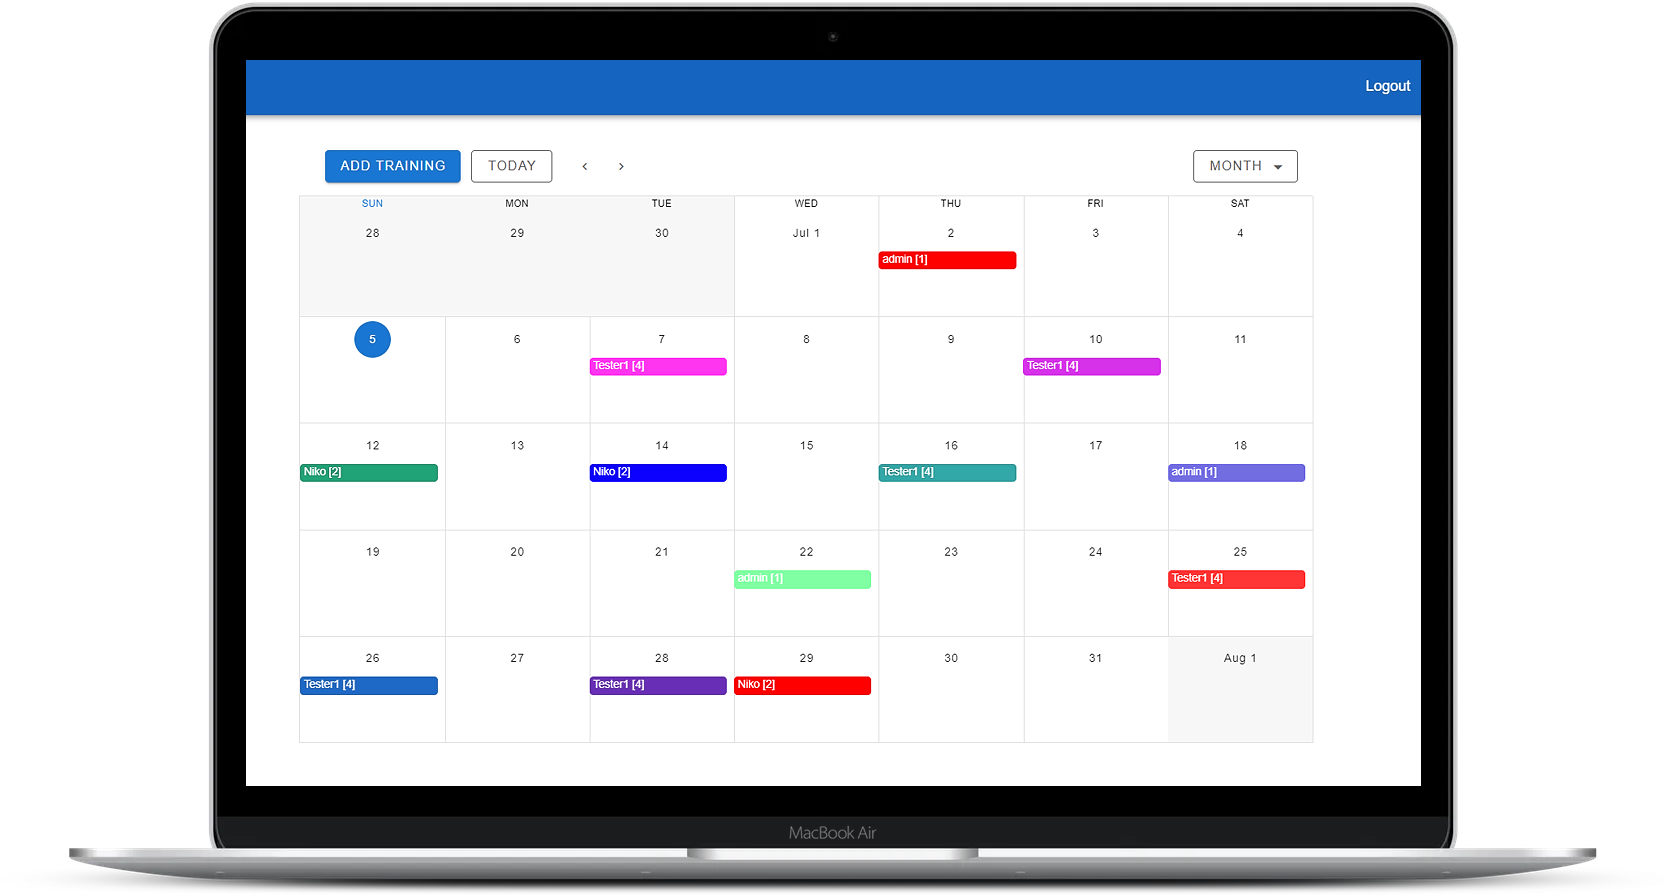 Logout
ADD TRAINING TODAY ‹ › MONTH
SUN MON TUE WED THU FRI SAT
28 29 30 Jul 1 2 3 4
admin [1]
5 6 7 8 9 10 11
Tester1 [4] Tester1 [4]
12 13 14 15 16 17 18
Niko [2] Niko [2] Tester1 [4] admin [1]
19 20 21 22 23 24 25
admin [1] Tester1 [4]
26 27 28 29 30 31 Aug 1
Tester1 [4] Tester1 [4] Niko [2]
MacBook Air